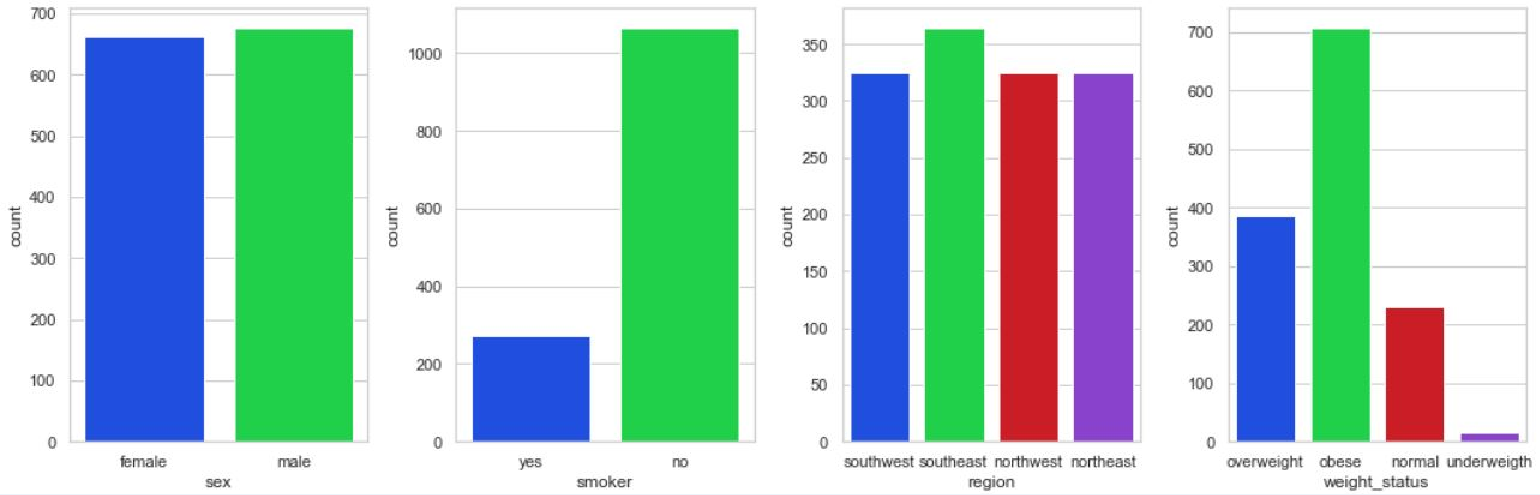 700
600
500
400
300
200
100
0
count
female male
sex
1000
800
600
400
200
0
count
yes no
smoker
350
300
250
200
150
100
50
0
count
southwest southeast northwest northeast
region
700
600
500
400
300
200
100
0
count
overweight obese normal underweigth
weight_status